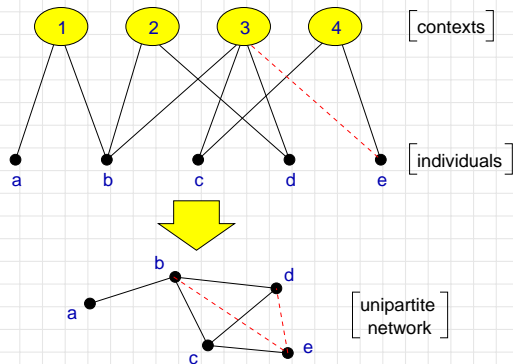 1 2 3 4 [contexts]
a b c d e [individuals]
b
d
a
c
e
[unipartite
network]